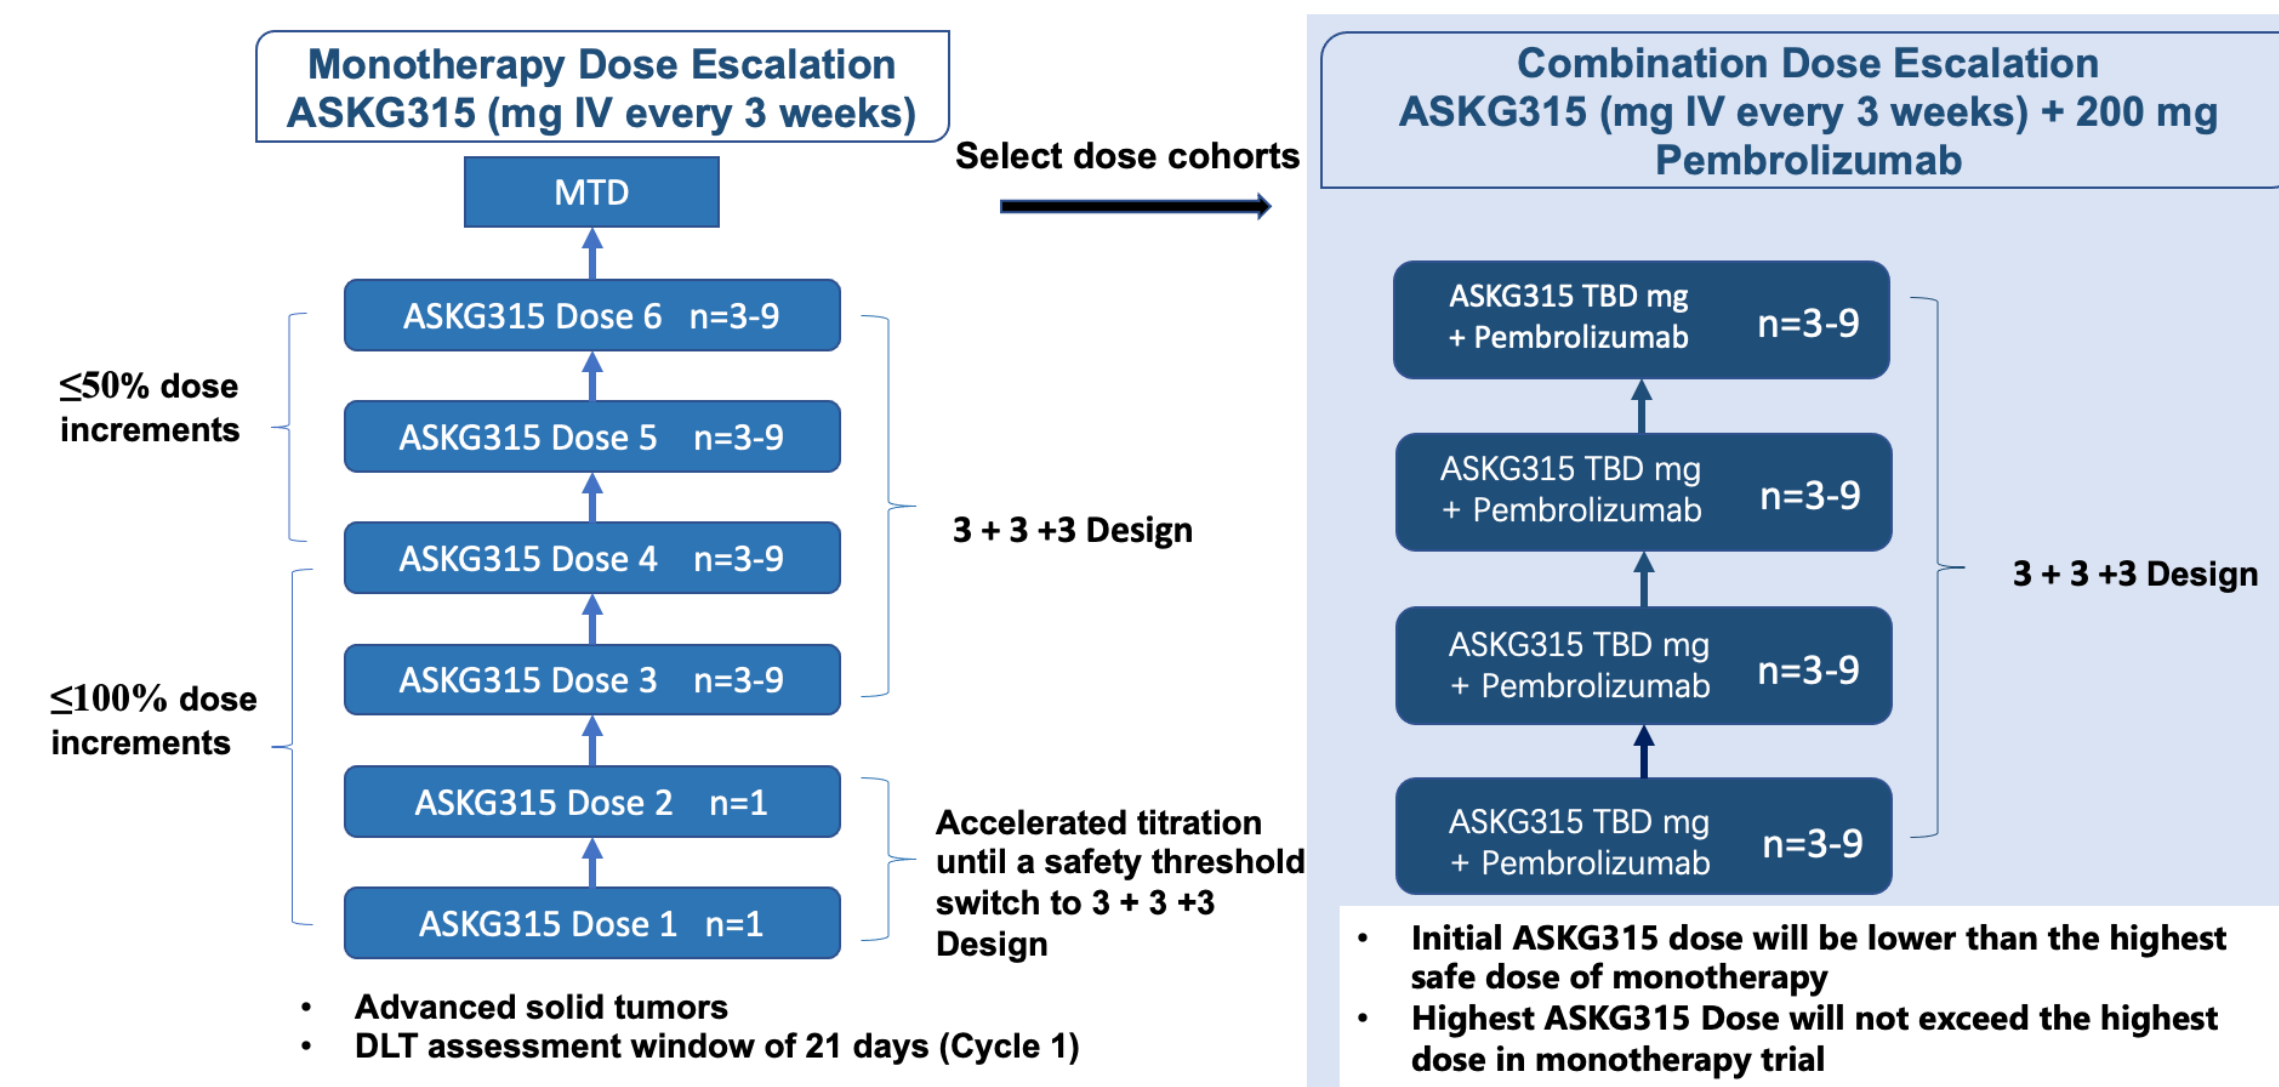 Monotherapy Dose Escalation
ASKG315 (mg IV every 3 weeks)
MTD
ASKG315 Dose 6 n=3-9
ASKG315 Dose 5 n=3-9
ASKG315 Dose 4 n=3-9
ASKG315 Dose 3 n=3-9
ASKG315 Dose 2 n=1
ASKG315 Dose 1 n=1
≤50% dose
increments
≤100% dose
increments
3 + 3 +3 Design
Accelerated titration
until a safety threshold
switch to 3 + 3 +3
Design
• Advanced solid tumors
• DLT assessment window of 21 days (Cycle 1)
Select dose cohorts
Combination Dose Escalation
ASKG315 (mg IV every 3 weeks) + 200 mg
Pembrolizumab
ASKG315 TBD mg
+ Pembrolizumab
n=3-9
ASKG315 TBD mg
+ Pembrolizumab
n=3-9
ASKG315 TBD mg
+ Pembrolizumab
n=3-9
ASKG315 TBD mg
+ Pembrolizumab
n=3-9
3 + 3 +3 Design
• Initial ASKG315 dose will be lower than the highest
safe dose of monotherapy
• Highest ASKG315 Dose will not exceed the highest
dose in monotherapy trial